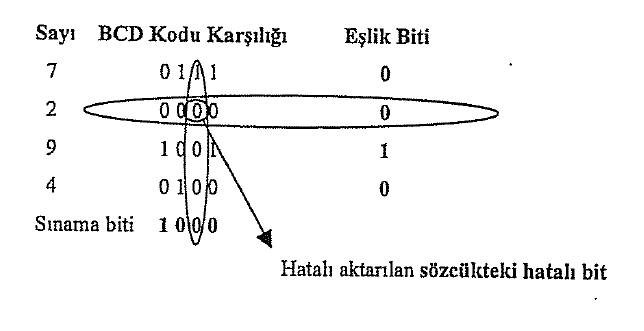 Sayı BCD Kodu Karşılığı Eşlik Biti
7 0 1 1 1 0
2 0 0 0 0 0
9 1 0 0 1 1
4 0 1 0 0 0
Sınama biti 1 0 0 0
Hatalı aktarılan sözcükteki hatalı bit